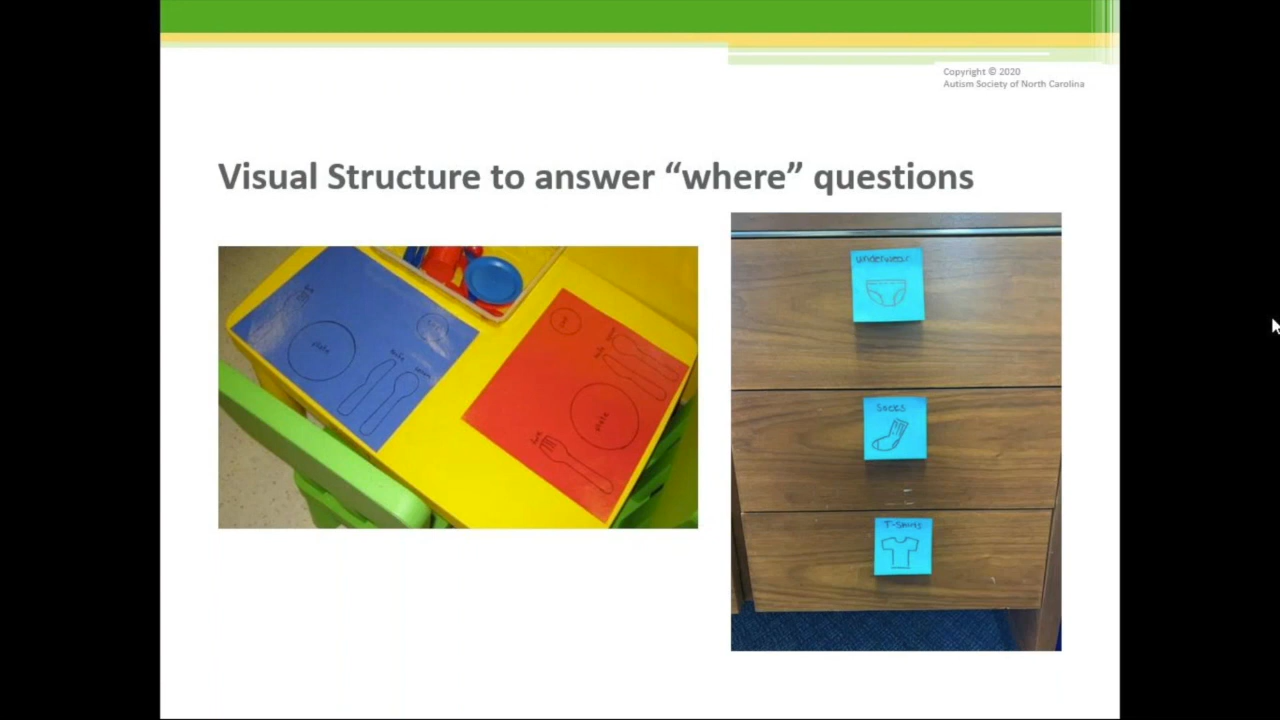 Copyright © 2020
Autism Society of North Carolina
Visual Structure to answer “where” questions
plate
plate
underwear
socks
T-Shirts